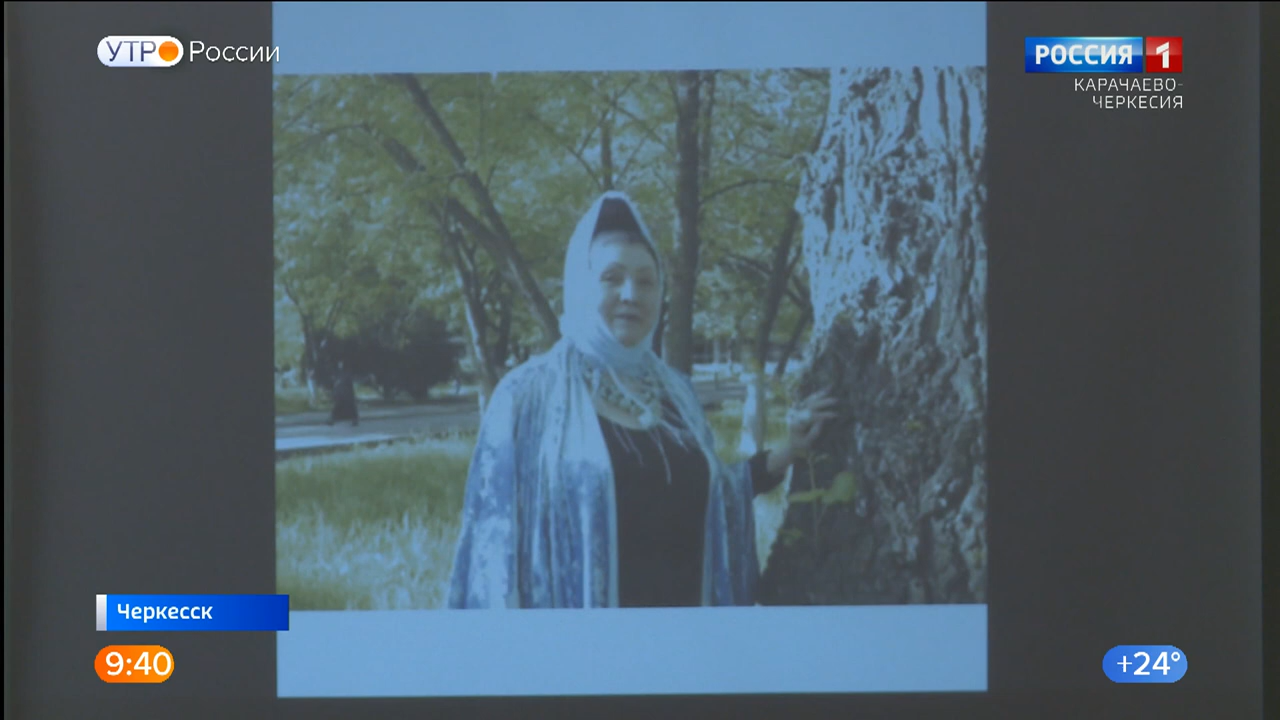 УТРО России
РОССИЯ 1
КАРАЧАЕВО-
ЧЕРКЕСИЯ
Черкесск
9:40
+24°